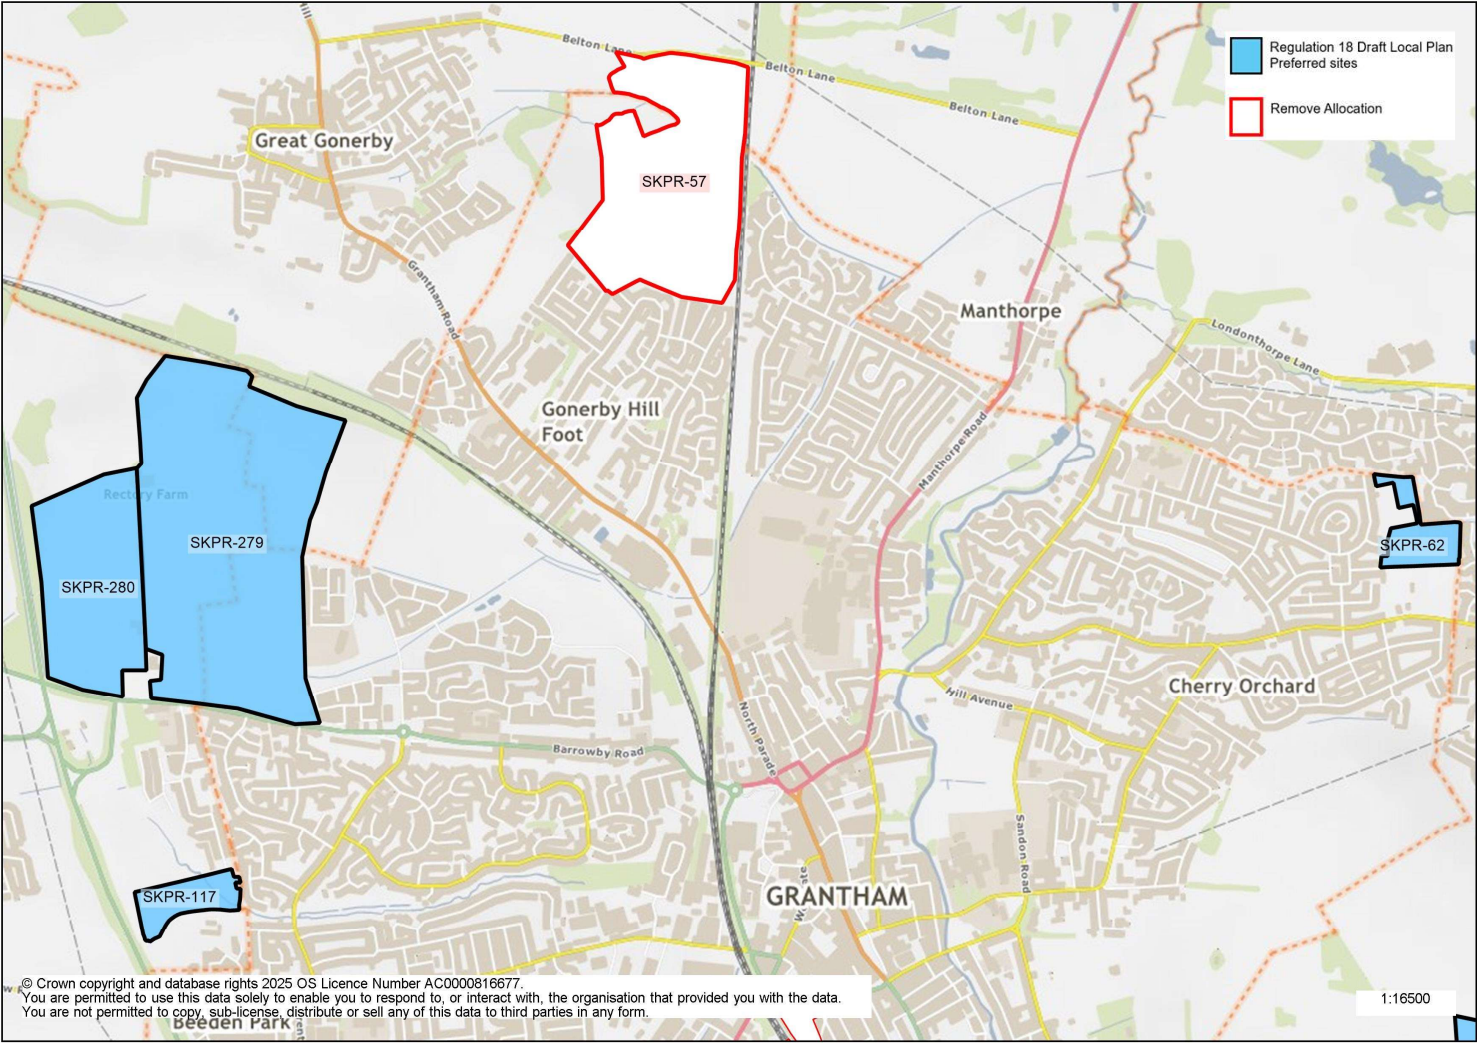 Belton Lane
Belton Lane
Belton Lane
Regulation 18 Draft Local Plan
Preferred sites
Remove Allocation
Great Gonerby
SKPR-57
Grantham Road
Manthorpe
Londonthorpe Lane
Gonerby Hill
Foot
Manthorpe Road
Rectory Farm
SKPR-279
SKPR-280
SKPR-62
Cherry Orchard
Hill Avenue
North Parade
Barrowby Road
Sandon Road
SKPR-117
GRANTHAM
© Crown copyright and database rights 2025 OS Licence Number AC0000816677.
You are permitted to use this data solely to enable you to respond to, or interact with, the organisation that provided you with the data.
You are not permitted to copy, sub-license, distribute or sell any of this data to third parties in any form.
1:16500
Beeden Park